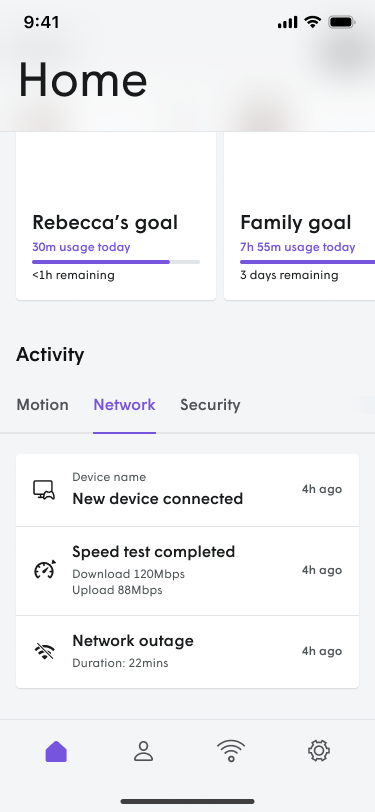 9:41
Home
Rebecca’s goal
30m usage today
<1h remaining
Family goal
7h 55m usage today
3 days remaining
Activity
Motion Network Security
Device name
New device connected
4h ago
Speed test completed
Download 120Mbps
Upload 88Mbps
4h ago
Network outage
Duration: 22mins
4h ago